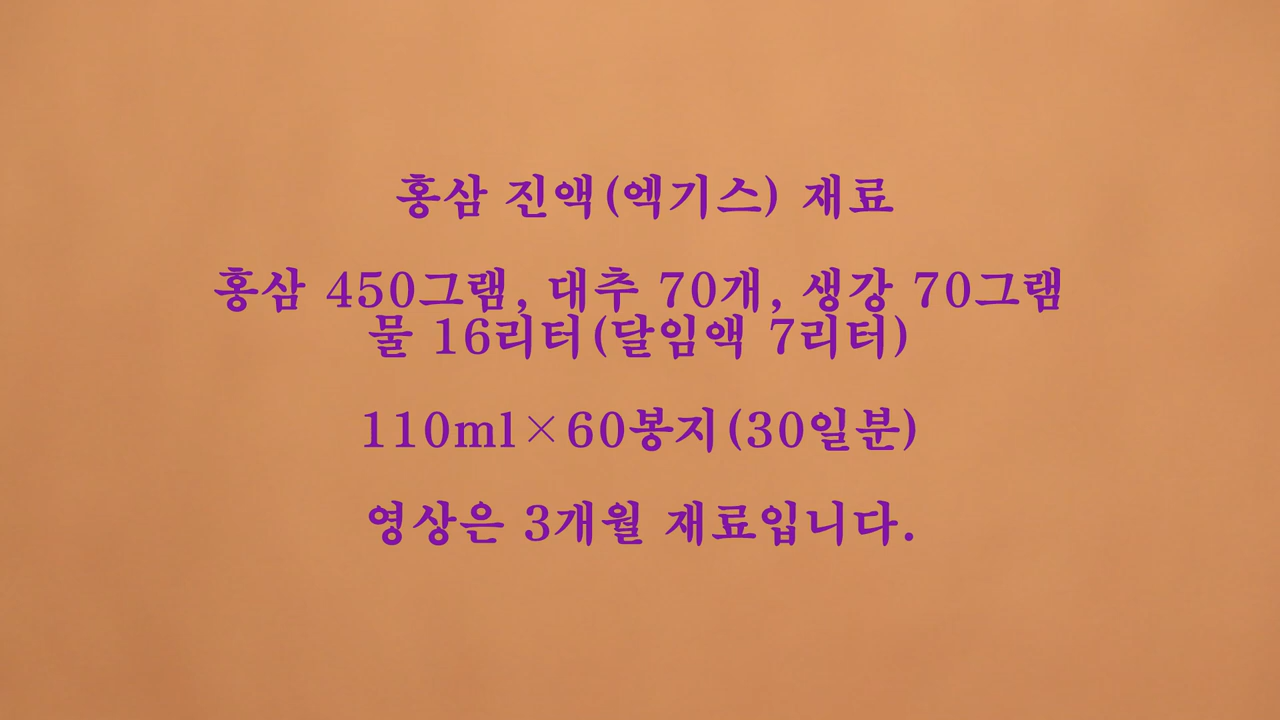 홍삼 진액(엑기스) 재료
홍삼 450그램, 대추 70개, 생강 70그램
물 16리터(달임액 7리터)
110ml×60봉지(30일분)
영상은 3개월 재료입니다.